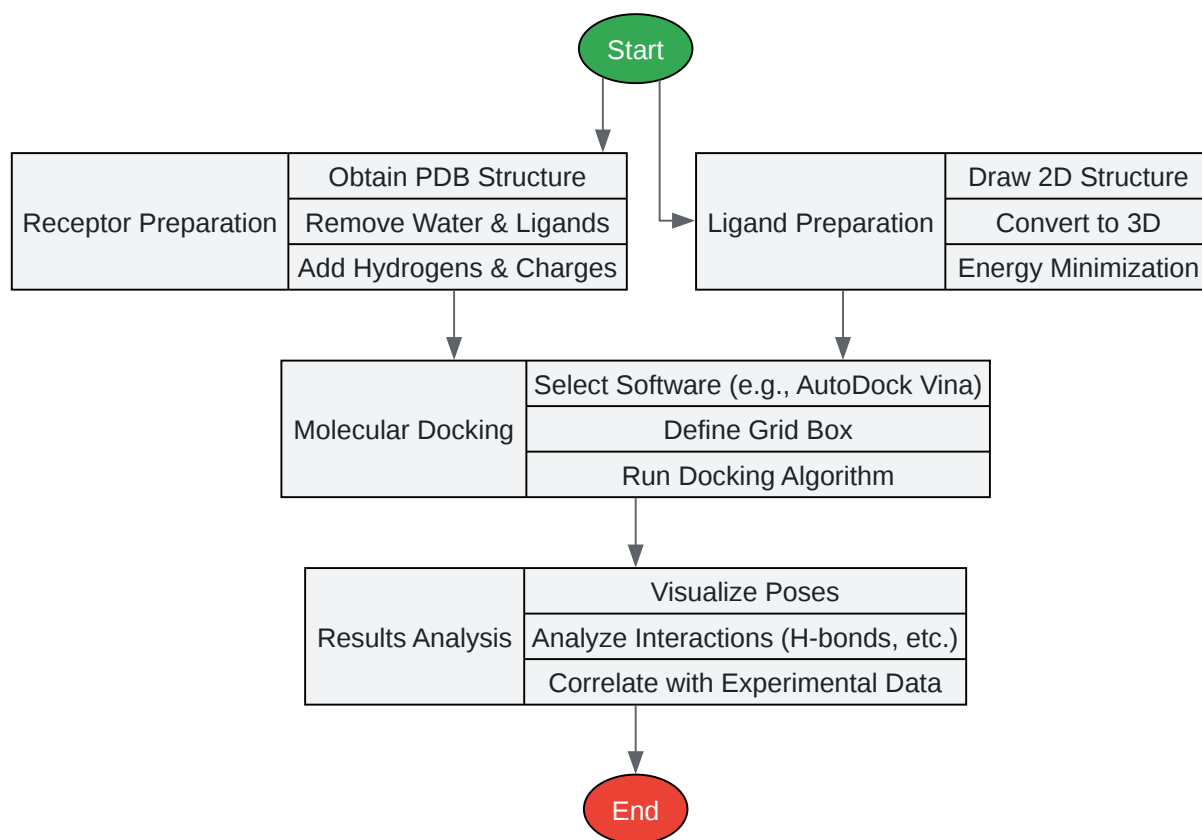 Start
Receptor Preparation
Obtain PDB Structure
Remove Water & Ligands
Add Hydrogens & Charges
Ligand Preparation
Draw 2D Structure
Convert to 3D
Energy Minimization
Molecular Docking
Select Software (e.g., AutoDock Vina)
Define Grid Box
Run Docking Algorithm
Results Analysis
Visualize Poses
Analyze Interactions (H-bonds, etc.)
Correlate with Experimental Data
End